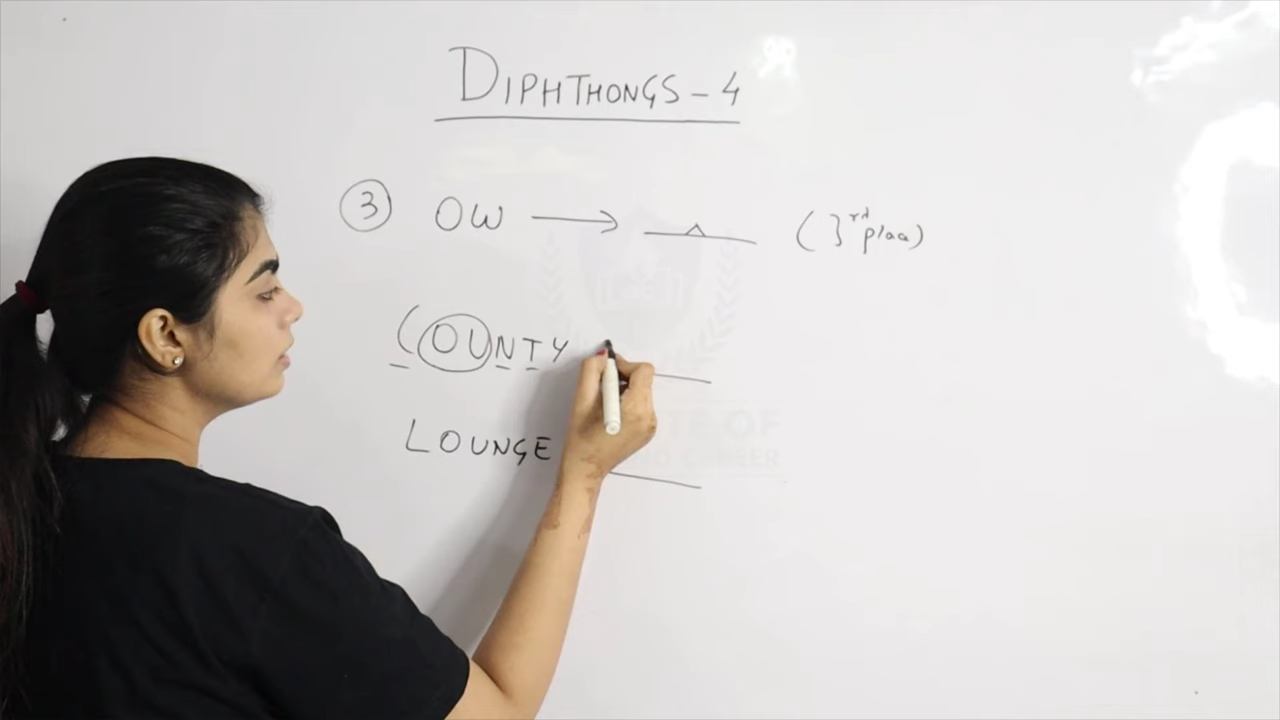 DIPHTHONGS - 4
3 OW → (3rd place)
COUNTY
LOUNGE